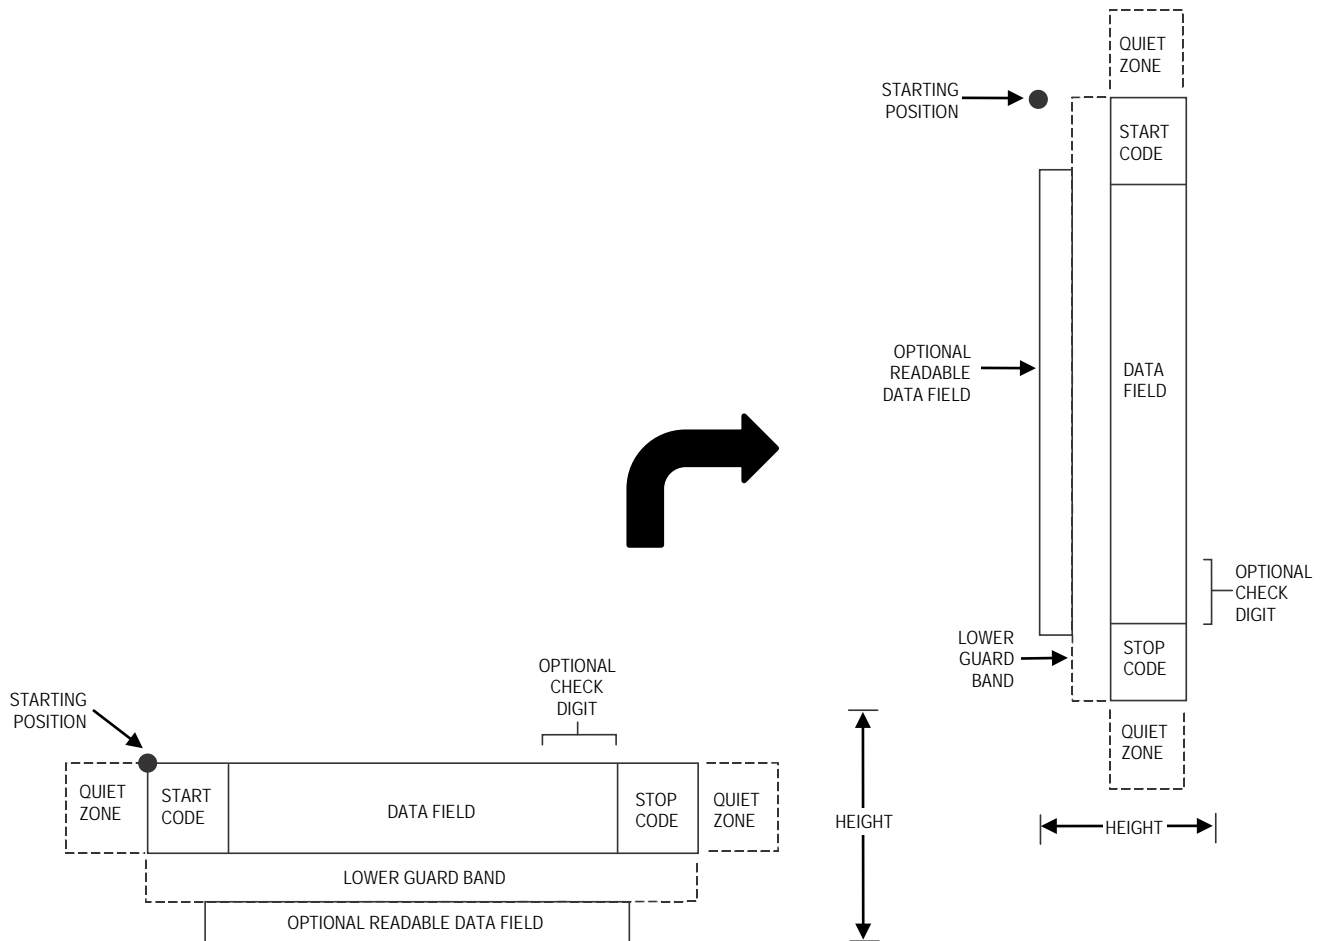 QUIET
ZONE
STARTING
POSITION
START
CODE
OPTIONAL
READABLE
DATA FIELD
DATA
FIELD
OPTIONAL
CHECK
DIGIT
LOWER
GUARD
BAND
STOP
CODE
QUIET
ZONE
HEIGHT
OPTIONAL
CHECK
DIGIT
STARTING
POSITION
QUIET
ZONE
START
CODE
DATA FIELD
STOP
CODE
QUIET
ZONE
HEIGHT
LOWER GUARD BAND
OPTIONAL READABLE DATA FIELD